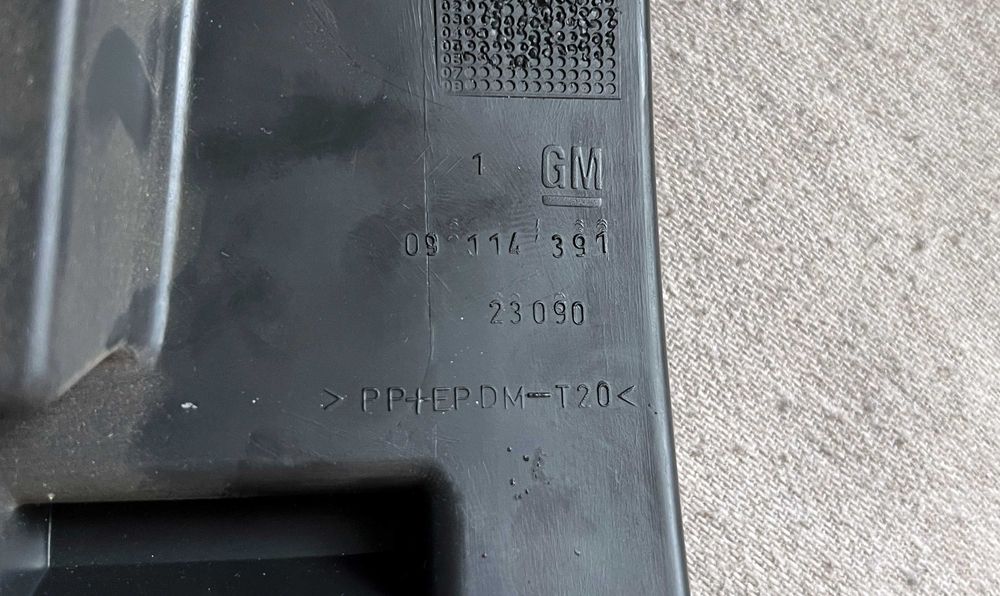 1 GM
09 114 391
23090
>PP+EPDM-T20<